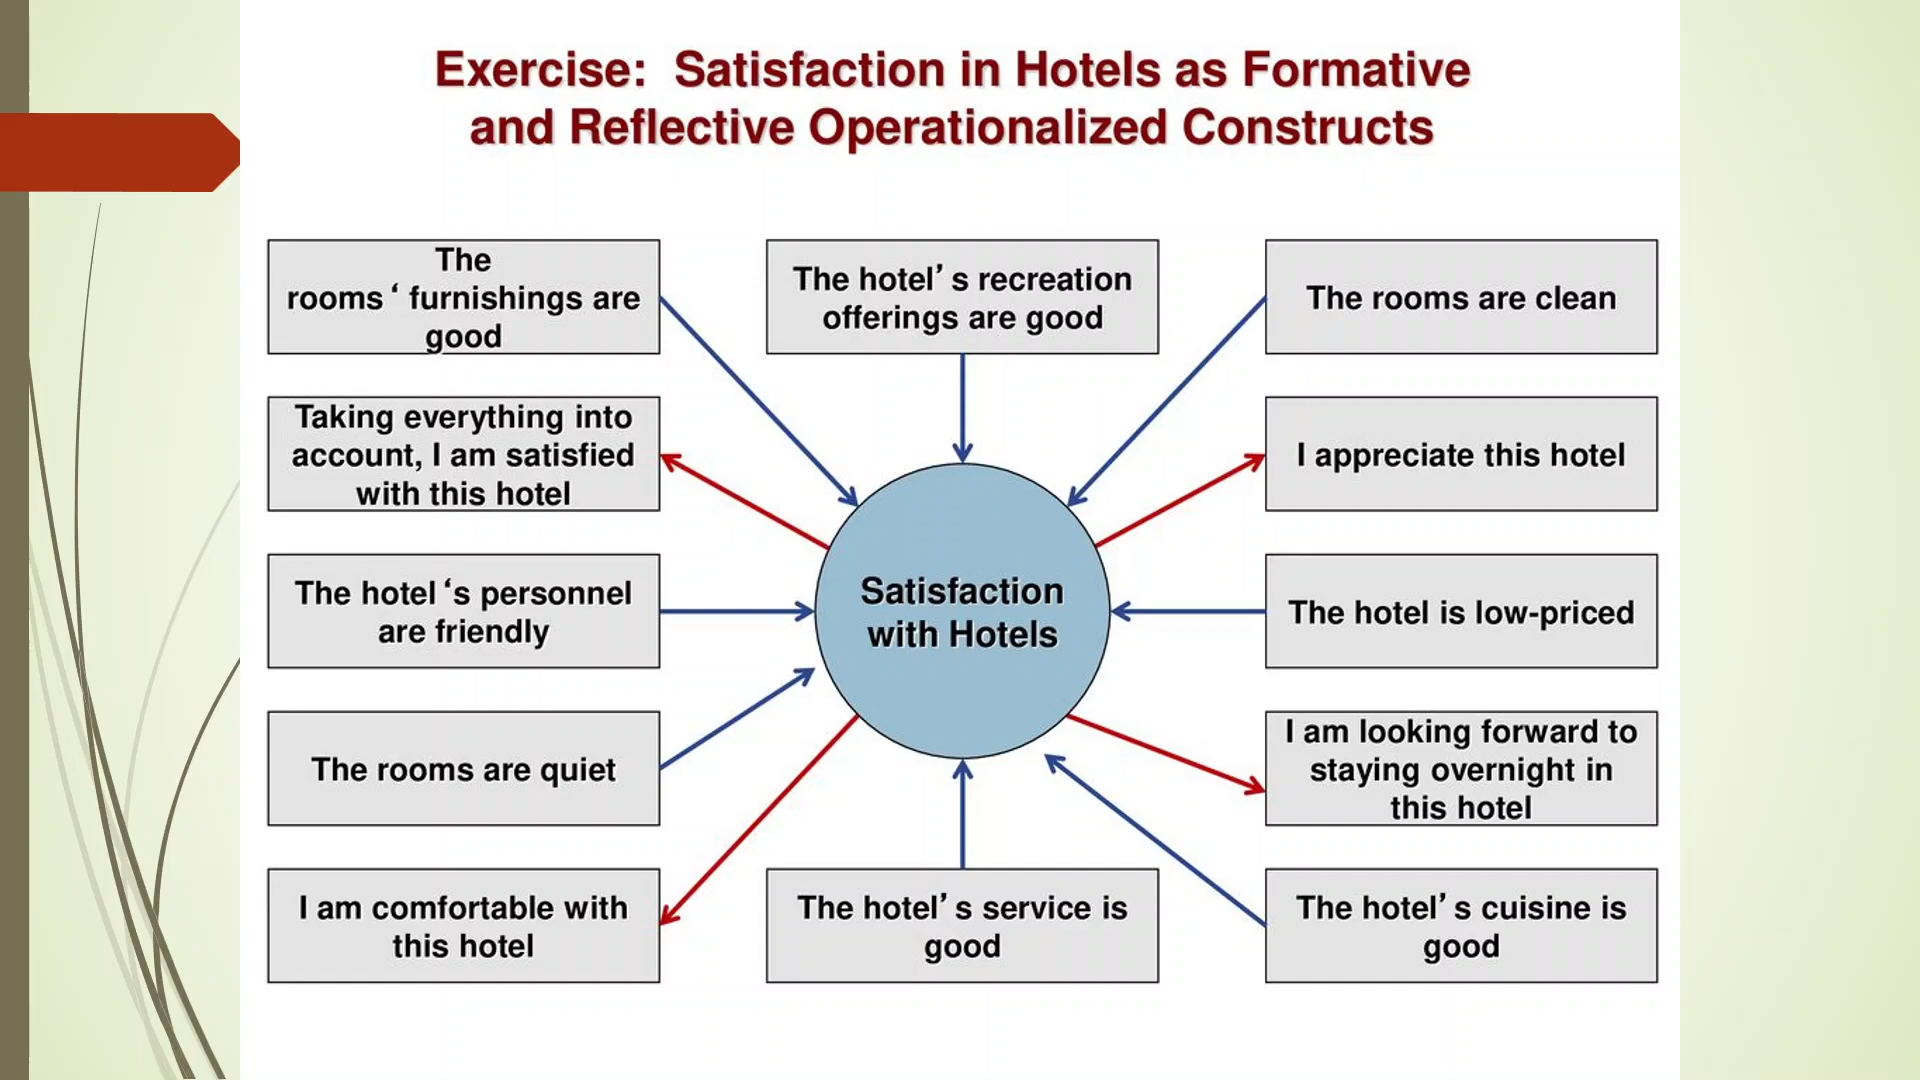 Exercise:  Satisfaction in Hotels as Formative
and Reflective Operationalized Constructs
The
rooms‘ furnishings are
good
The hotel’s recreation
offerings are good
The rooms are clean
Taking everything into
account, I am satisfied
with this hotel
I appreciate this hotel
The hotel‘s personnel
are friendly
Satisfaction
with Hotels
The hotel is low-priced
The rooms are quiet
I am looking forward to
staying overnight in
this hotel
I am comfortable with
this hotel
The hotel’s service is
good
The hotel’s cuisine is
good